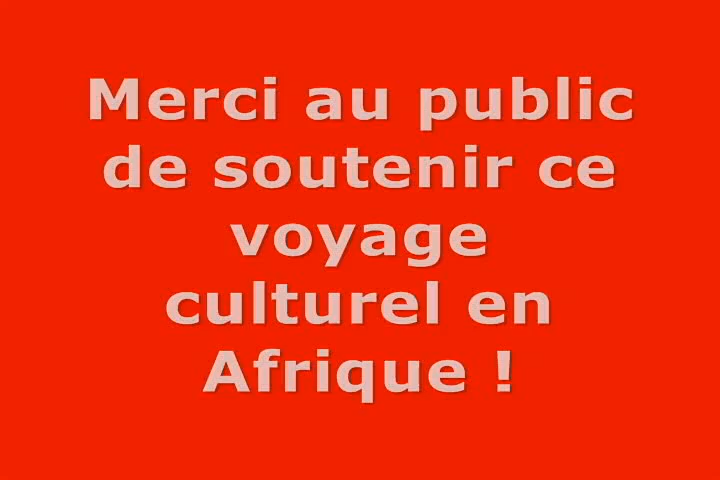 Merci au public
de soutenir ce
voyage
culturel en
Afrique !